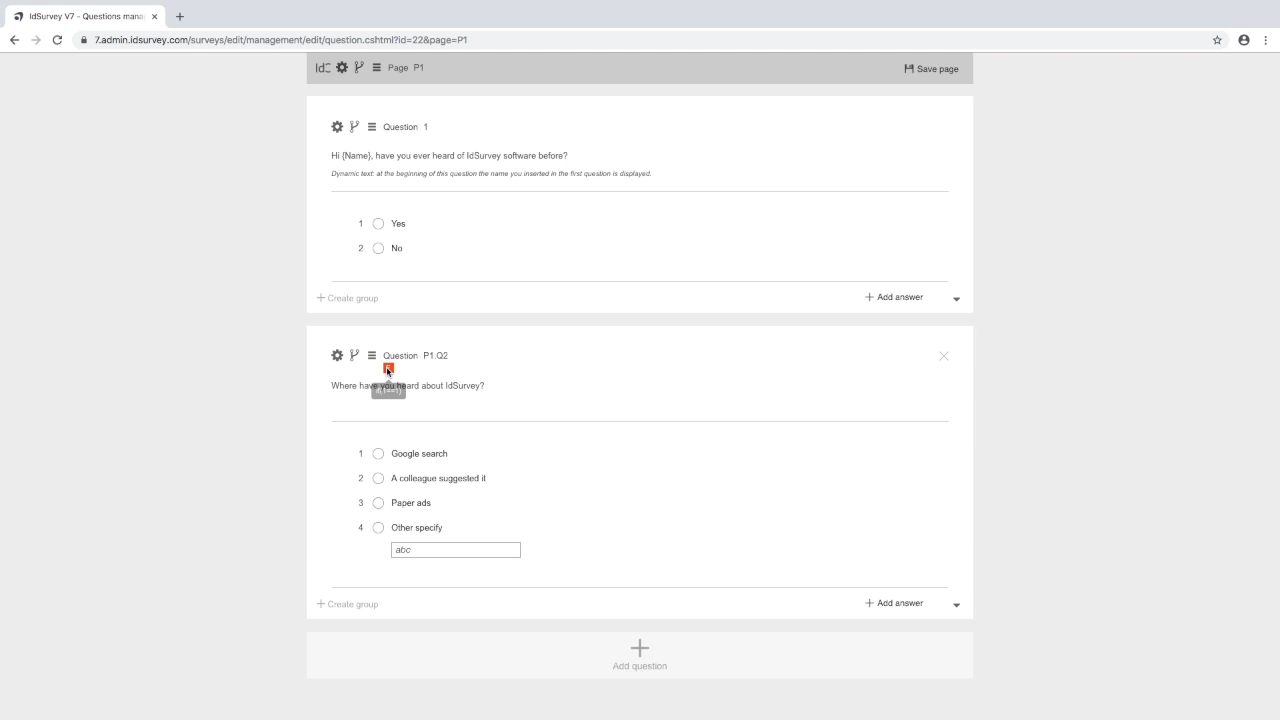 IdSurvey V7 - Questions mana
7.admin.idsurvey.com/surveys/edit/management/edit/question.cshtml?id=22&page=P1
Page P1
Save page
Question 1
Hi {Name}, have you ever heard of IdSurvey software before?
Dynamic text: at the beginning of this question the name you inserted in the first question is displayed.
1 Yes
2 No
Create group
Add answer
Question P1.Q2
Where have you heard about IdSurvey?
1 Google search
2 A colleague suggested it
3 Paper ads
4 Other specify
abc
Create group
Add answer
Add question